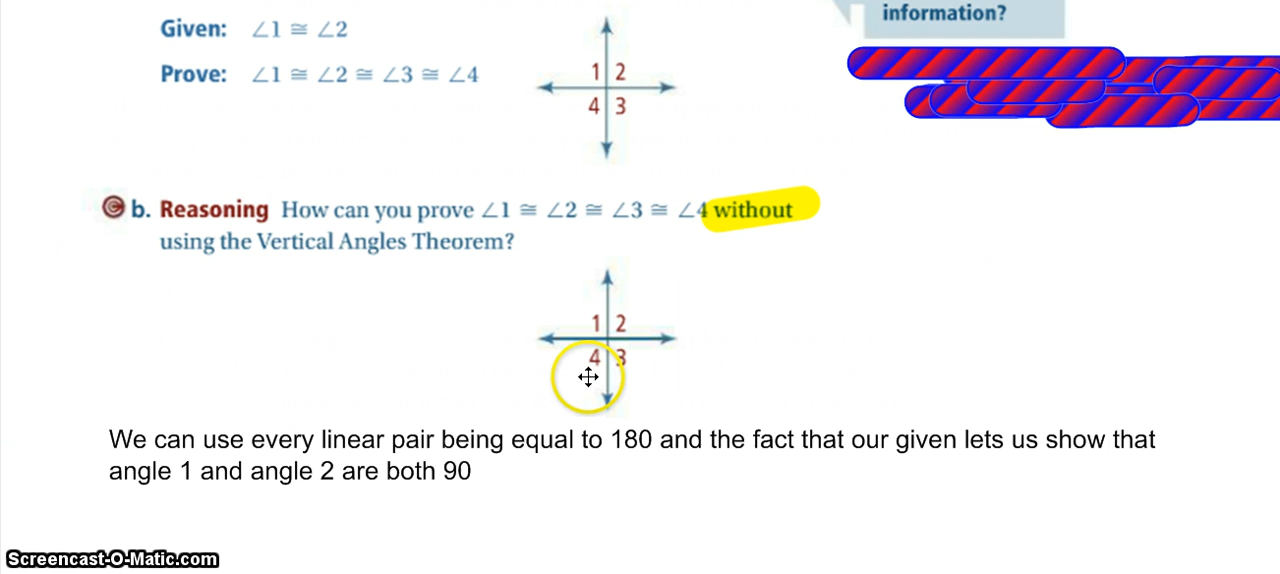 information?
Given: ∠1 ≅ ∠2
Prove: ∠1 ≅ ∠2 ≅ ∠3 ≅ ∠4
1 2
4 3
b. Reasoning How can you prove ∠1 ≅ ∠2 ≅ ∠3 ≅ ∠4 without
using the Vertical Angles Theorem?
1 2
4 3
We can use every linear pair being equal to 180 and the fact that our given lets us show that
angle 1 and angle 2 are both 90
Screencast-O-Matic.com